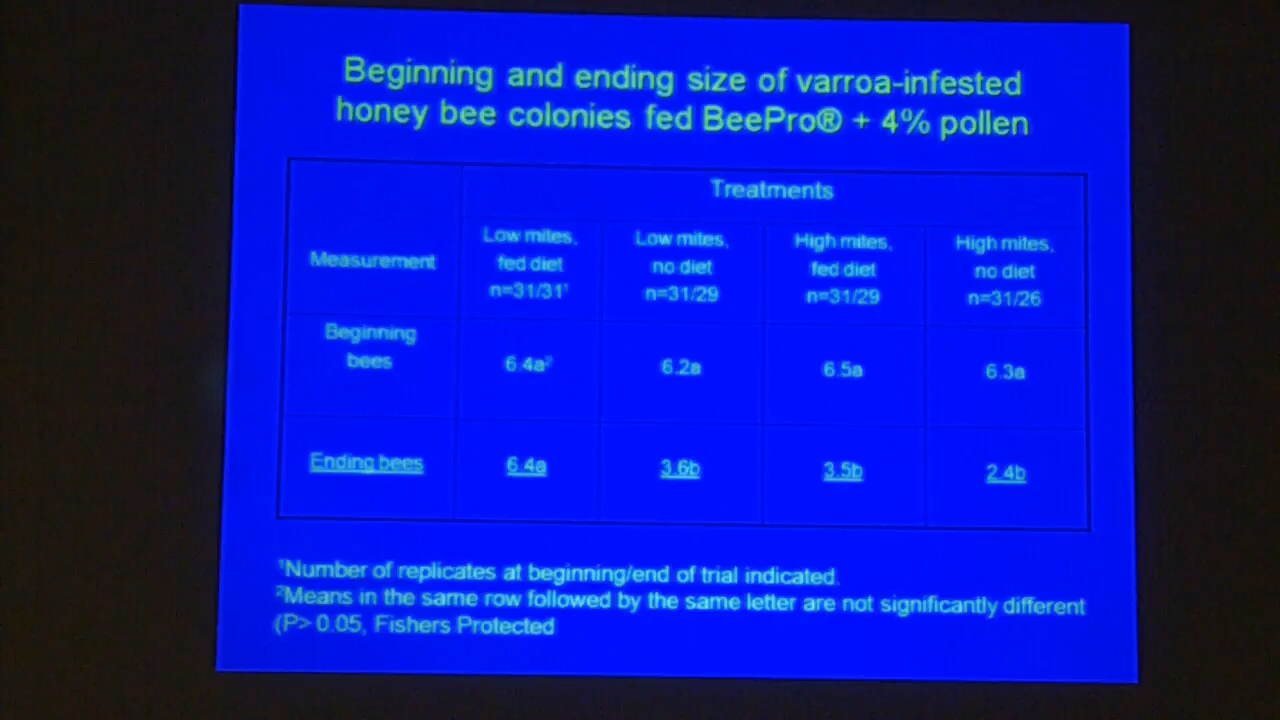 Beginning and ending size of varroa-infested
honey bee colonies fed BeePro® + 4% pollen
Treatments
Measurement
Low mites,
fed diet
n=31/31¹
Low mites,
no diet
n=31/29
High mites,
fed diet
n=31/29
High mites,
no diet
n=31/26
Beginning
bees
6.4a²
6.2a
6.5a
6.3a
Ending bees
6.4a
3.6b
3.5b
2.4b
¹Number of replicates at beginning/end of trial indicated.
²Means in the same row followed by the same letter are not significantly different
(P> 0.05, Fishers Protected